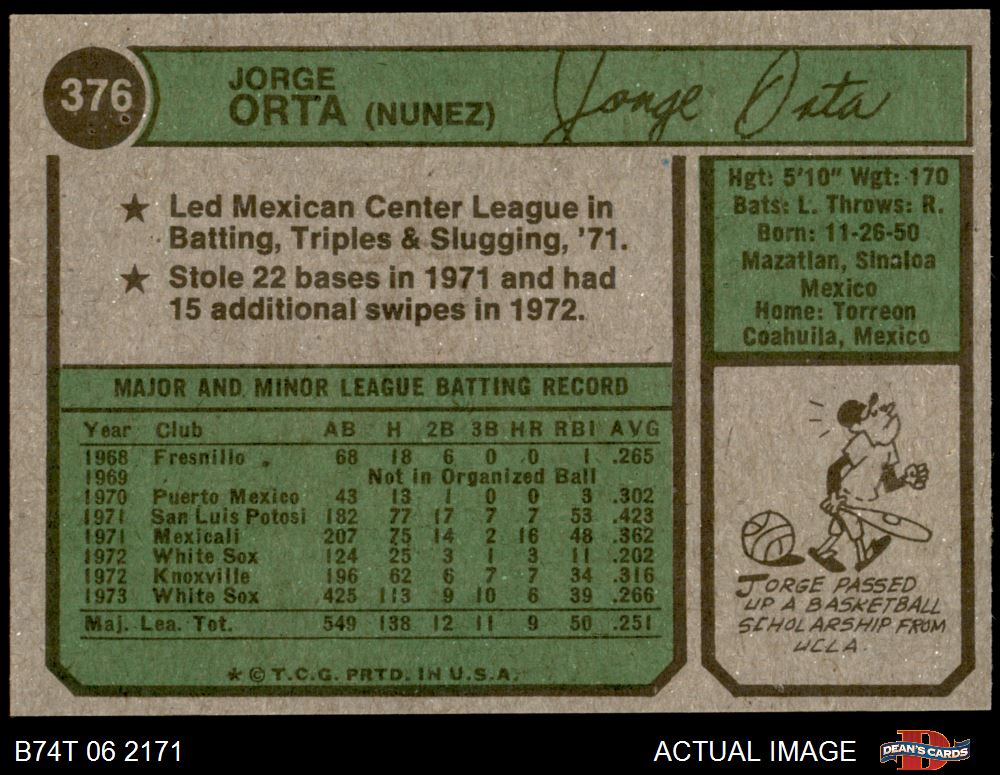 376
JORGE
ORTA (NUNEZ)
Jorge Orta
★ Led Mexican Center League in
Batting, Triples & Slugging, '71.
★ Stole 22 bases in 1971 and had
15 additional swipes in 1972.
Hgt: 5'10" Wgt: 170
Bats: L. Throws: R.
Born: 11-26-50
Mazatlan, Sinaloa
Mexico
Home: Torreon
Coahuila, Mexico
MAJOR AND MINOR LEAGUE BATTING RECORD
Year Club AB H 2B 3B HR RBI AVG
1968 Fresnillo 68 18 6 0 0 1 .265
1969 Not in Organized Ball
1970 Puerto Mexico 43 13 1 0 0 3 .302
1971 San Luis Potosi 182 77 17 7 7 53 .423
1971 Mexicali 207 75 14 2 16 48 .362
1972 White Sox 124 25 3 1 3 11 .202
1972 Knoxville 196 62 6 7 7 34 .316
1973 White Sox 425 113 9 10 6 39 .266
Maj. Lea. Tot. 549 138 12 11 9 50 .251
★ © T.C.G. PRTD. IN U.S.A.
JORGE PASSED
UP A BASKETBALL
SCHOLARSHIP FROM
UCLA.
B74T 06 2171
ACTUAL IMAGE
D
DEAN'S CARDS